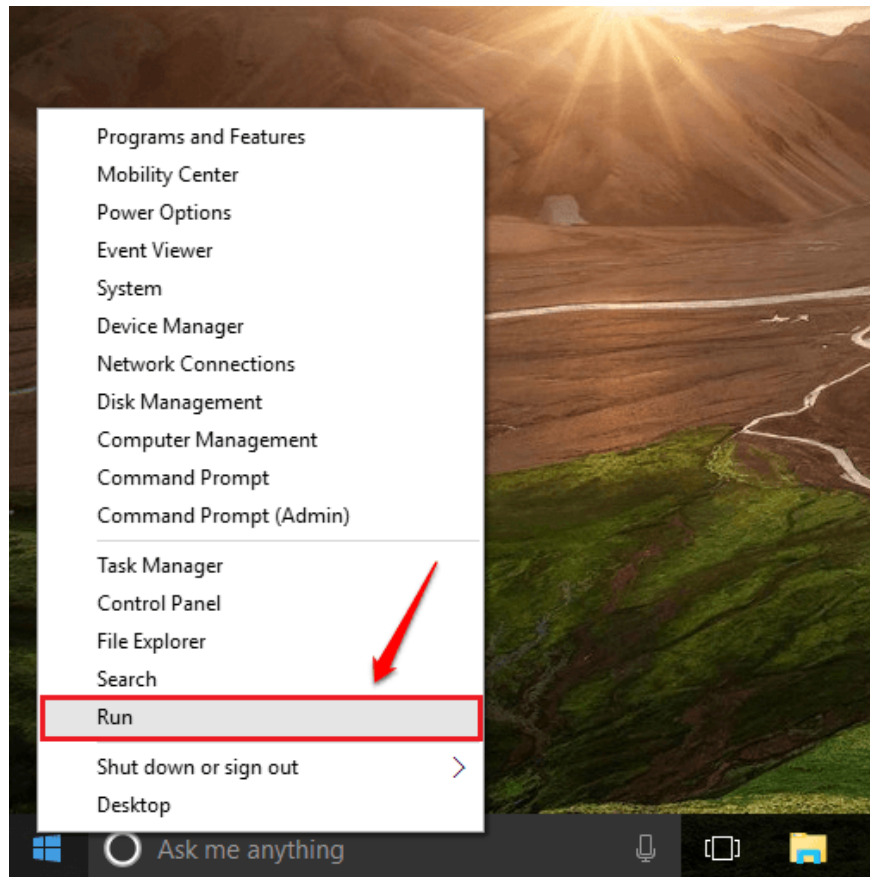 Programs and Features
Mobility Center
Power Options
Event Viewer
System
Device Manager
Network Connections
Disk Management
Computer Management
Command Prompt
Command Prompt (Admin)
Task Manager
Control Panel
File Explorer
Search
Run
Shut down or sign out
Desktop
Ask me anything